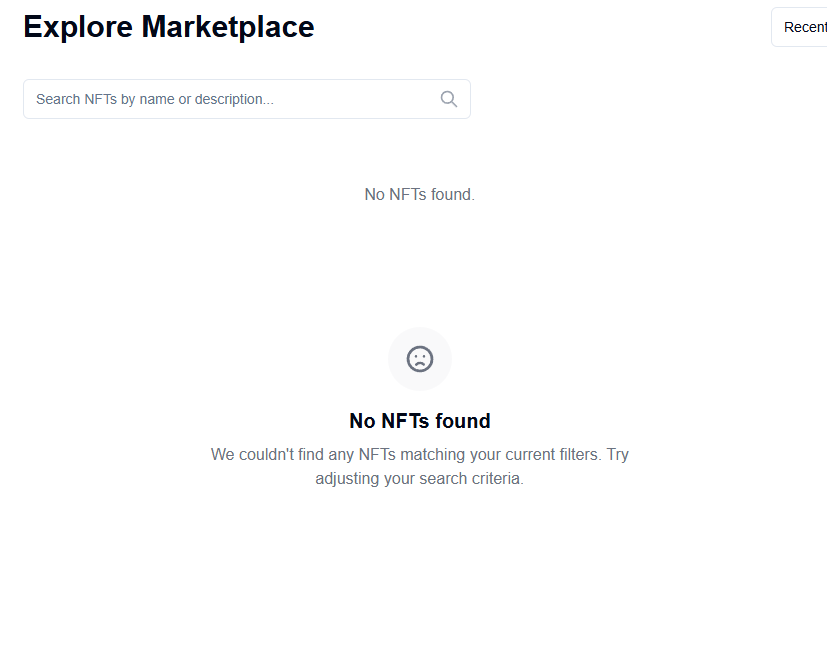 Explore Marketplace
Recent
Search NFTs by name or description...
No NFTs found.
No NFTs found
We couldn't find any NFTs matching your current filters. Try
adjusting your search criteria.